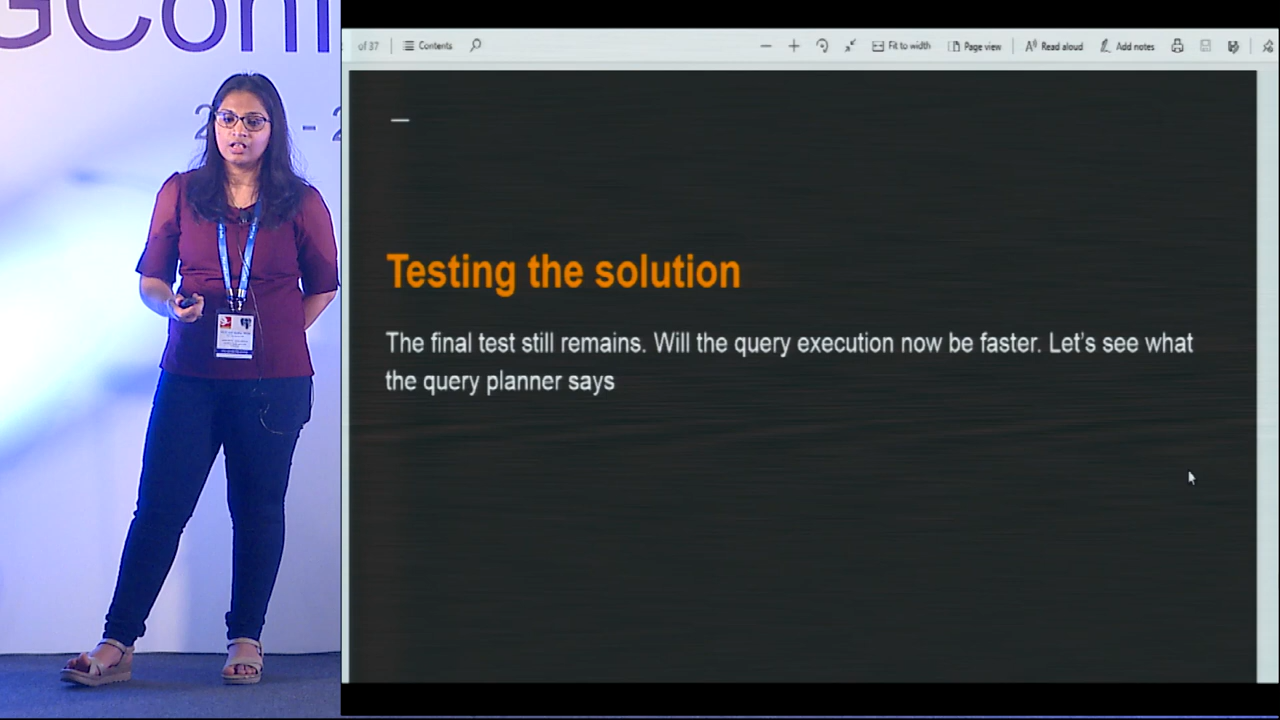 GConf
of 37
Contents
Fit to width
Page view
Read aloud
Add notes
Testing the solution
The final test still remains. Will the query execution now be faster. Let's see what
the query planner says